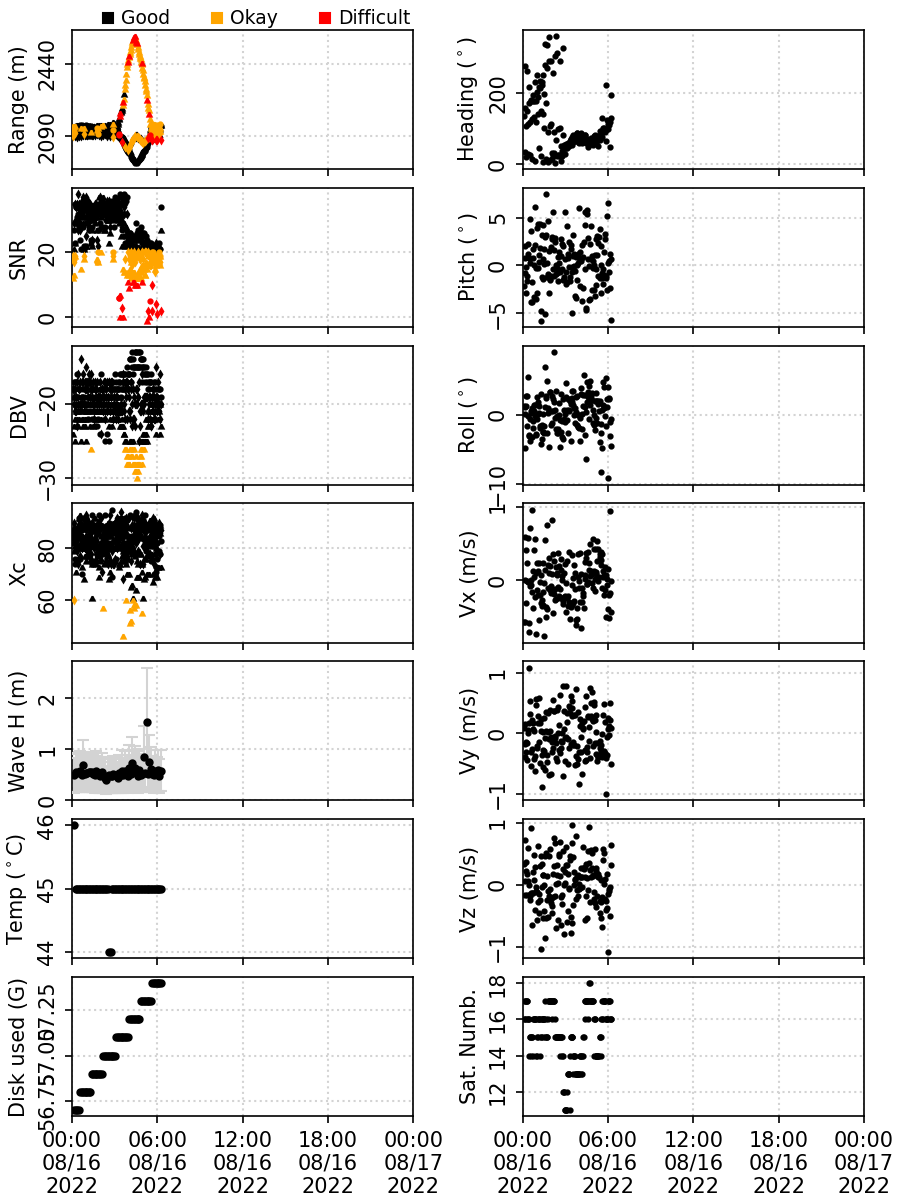 Good Okay Difficult
Range (m)
2440
2090
Heading (°)
200
0
SNR
20
0
Pitch (°)
5
0
−5
DBV
−20
−30
Roll (°)
0
−10
Xc
80
60
Vx (m/s)
1
0
Wave H (m)
2
1
0
Vy (m/s)
1
0
−1
Temp (°C)
46
45
44
Vz (m/s)
1
0
−1
Disk used (G)
57.25
57.00
56.75
Sat. Numb.
18
16
14
12
00:00 06:00 12:00 18:00 00:00
08/16 08/16 08/16 08/16 08/17
2022 2022 2022 2022 2022
00:00 06:00 12:00 18:00 00:00
08/16 08/16 08/16 08/16 08/17
2022 2022 2022 2022 2022